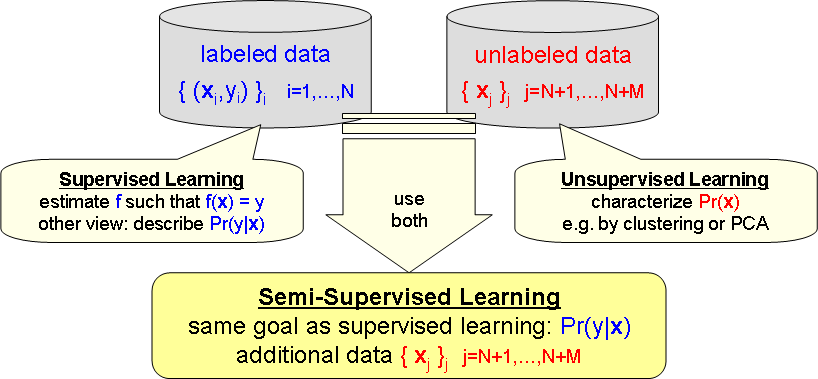 labeled data
{ (xᵢ,yᵢ) }ᵢ i=1,...,N
unlabeled data
{ xⱼ }ⱼ j=N+1,...,N+M
Supervised Learning
estimate f such that f(x) = y
other view: describe Pr(y|x)
use
both
Unsupervised Learning
characterize Pr(x)
e.g. by clustering or PCA
Semi-Supervised Learning
same goal as supervised learning: Pr(y|x)
additional data { xⱼ }ⱼ j=N+1,...,N+M